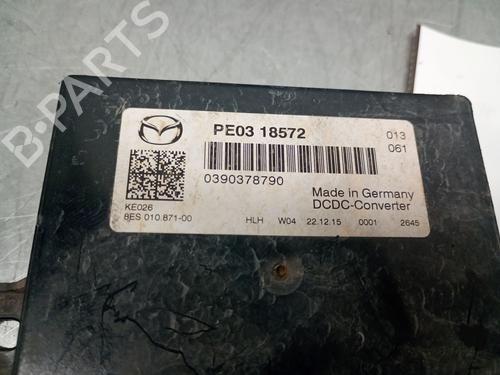 B-PARTS
PE03 18572
013
061
0390378790
Made in Germany
DCDC-Converter
KE026
8ES 010.871-00 HLH W04 22.12.15 0001 2645